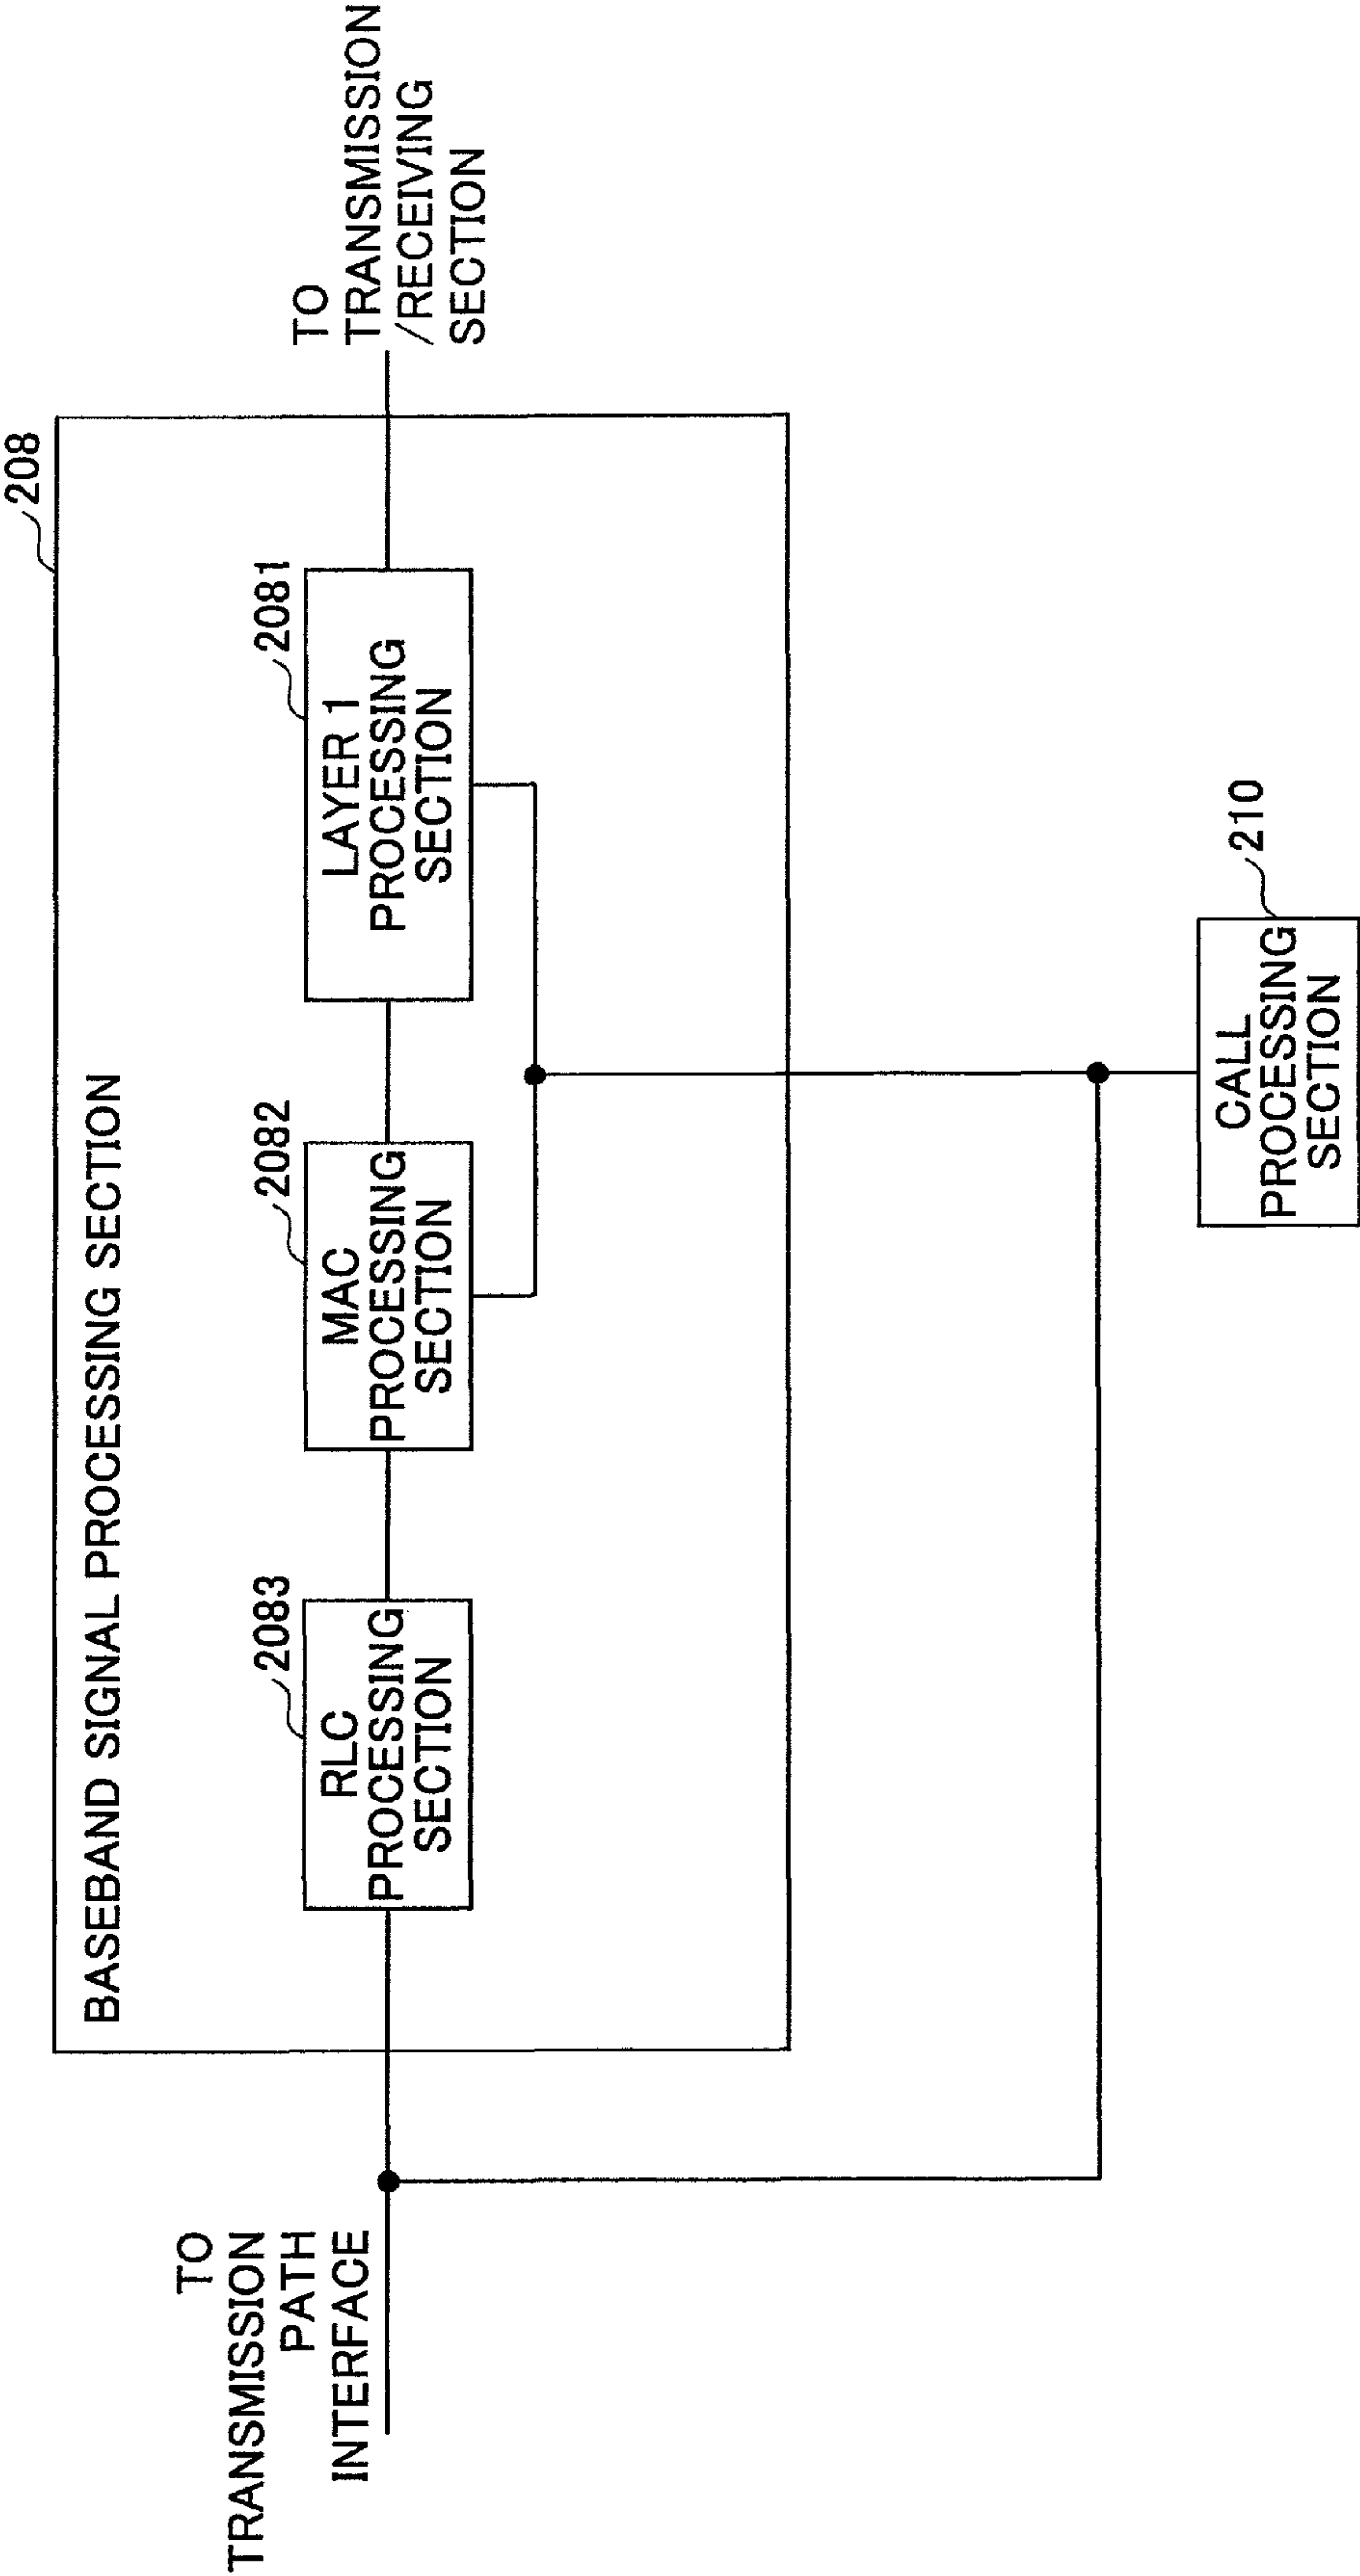 208
BASEBAND SIGNAL PROCESSING SECTION
TO
TRANSMISSION
PATH
INTERFACE
2083
RLC
PROCESSING
SECTION
2082
MAC
PROCESSING
SECTION
2081
LAYER 1
PROCESSING
SECTION
TO
TRANSMISSION
/RECEIVING
SECTION
210
CALL
PROCESSING
SECTION